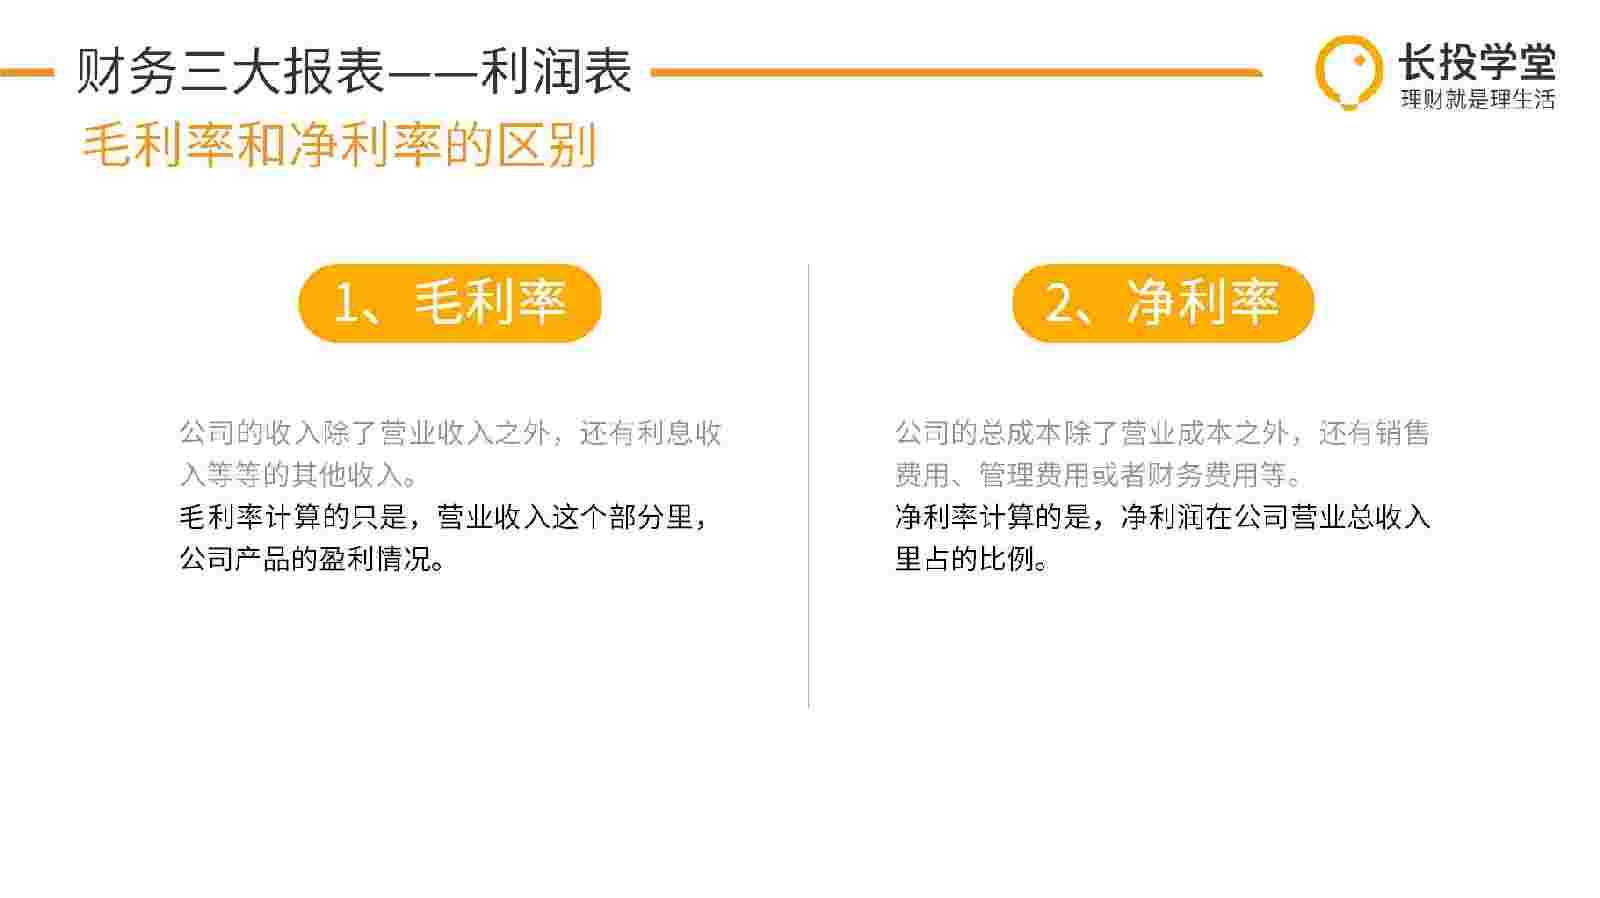 财务三大报表——利润表
长投学堂
理财就是理生活
毛利率和净利率的区别
1、毛利率
公司的收入除了营业收入之外，还有利息收
入等等的其他收入。
毛利率计算的只是，营业收入这个部分里，
公司产品的盈利情况。
2、净利率
公司的总成本除了营业成本之外，还有销售
费用、管理费用或者财务费用等。
净利率计算的是，净利润在公司营业总收入
里占的比例。